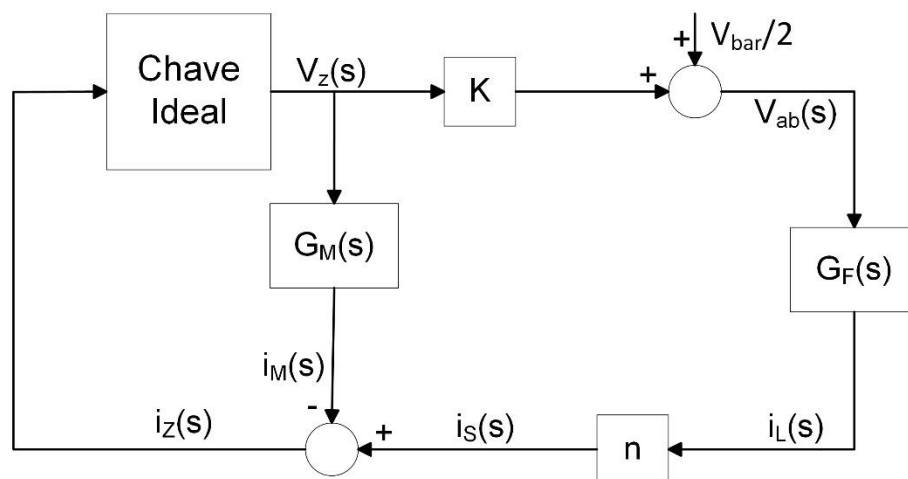 Chave
Ideal
V_z(s)
K
+
+
V_bar/2
V_ab(s)
G_M(s)
G_F(s)
i_M(s)
-
+
i_Z(s)
i_S(s)
n
i_L(s)